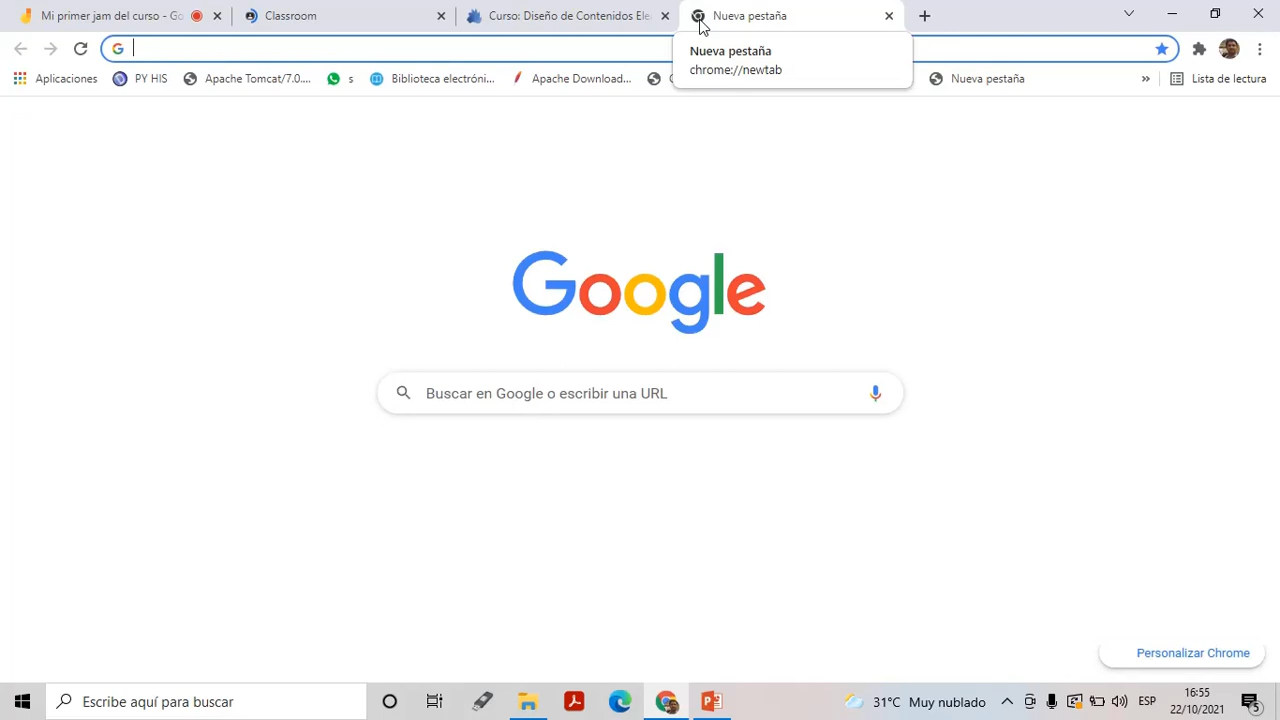 Mi primer jam del curso - Go
Classroom
Curso: Diseño de Contenidos Ele
Nueva pestaña
Nueva pestaña
chrome://newtab
Aplicaciones
PY HIS
Apache Tomcat/7.0....
s
Biblioteca electróni...
Apache Download...
Nueva pestaña
»
Lista de lectura
Google
Buscar en Google o escribir una URL
Personalizar Chrome
Escribe aquí para buscar
31°C Muy nublado
ESP
16:55
22/10/2021
5